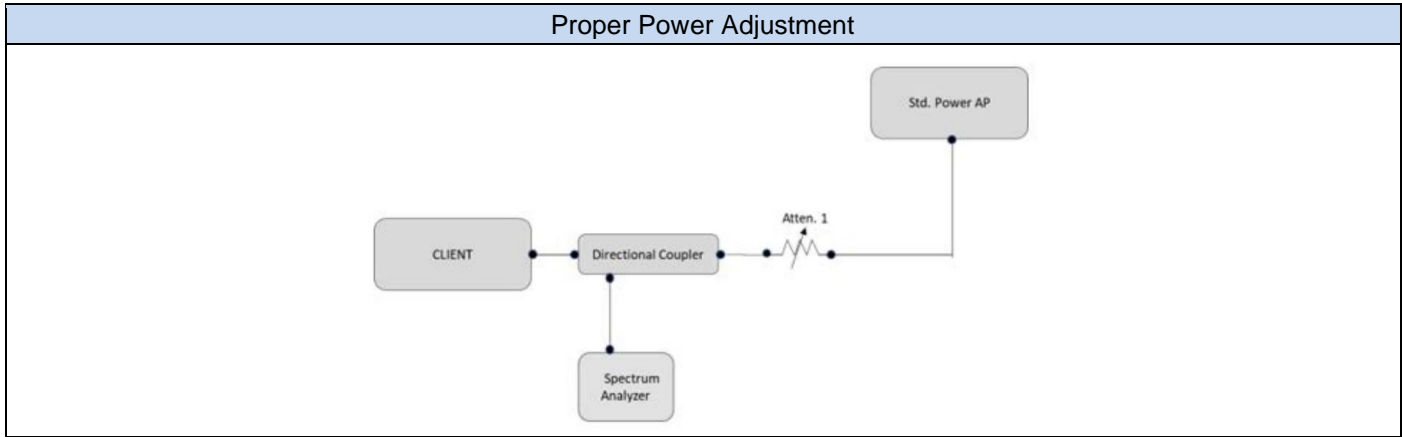 Proper Power Adjustment
Std. Power AP
Atten. 1
CLIENT
Directional Coupler
Spectrum
Analyzer